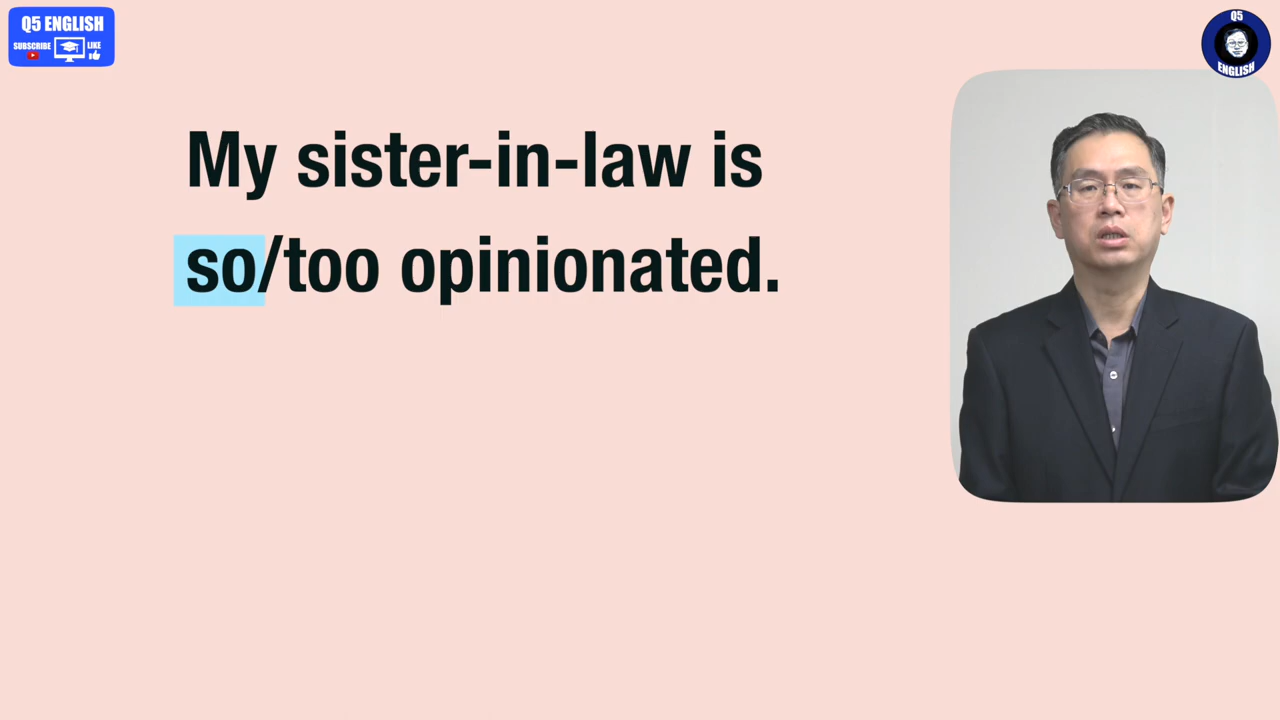 Q5 ENGLISH
SUBSCRIBE
LIKE
Q5
ENGLISH
My sister-in-law is
so/too opinionated.